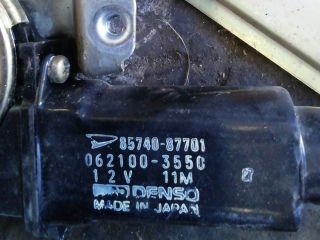 85740-87701
062100-3550
12V 11M
DENSO
MADE IN JAPAN